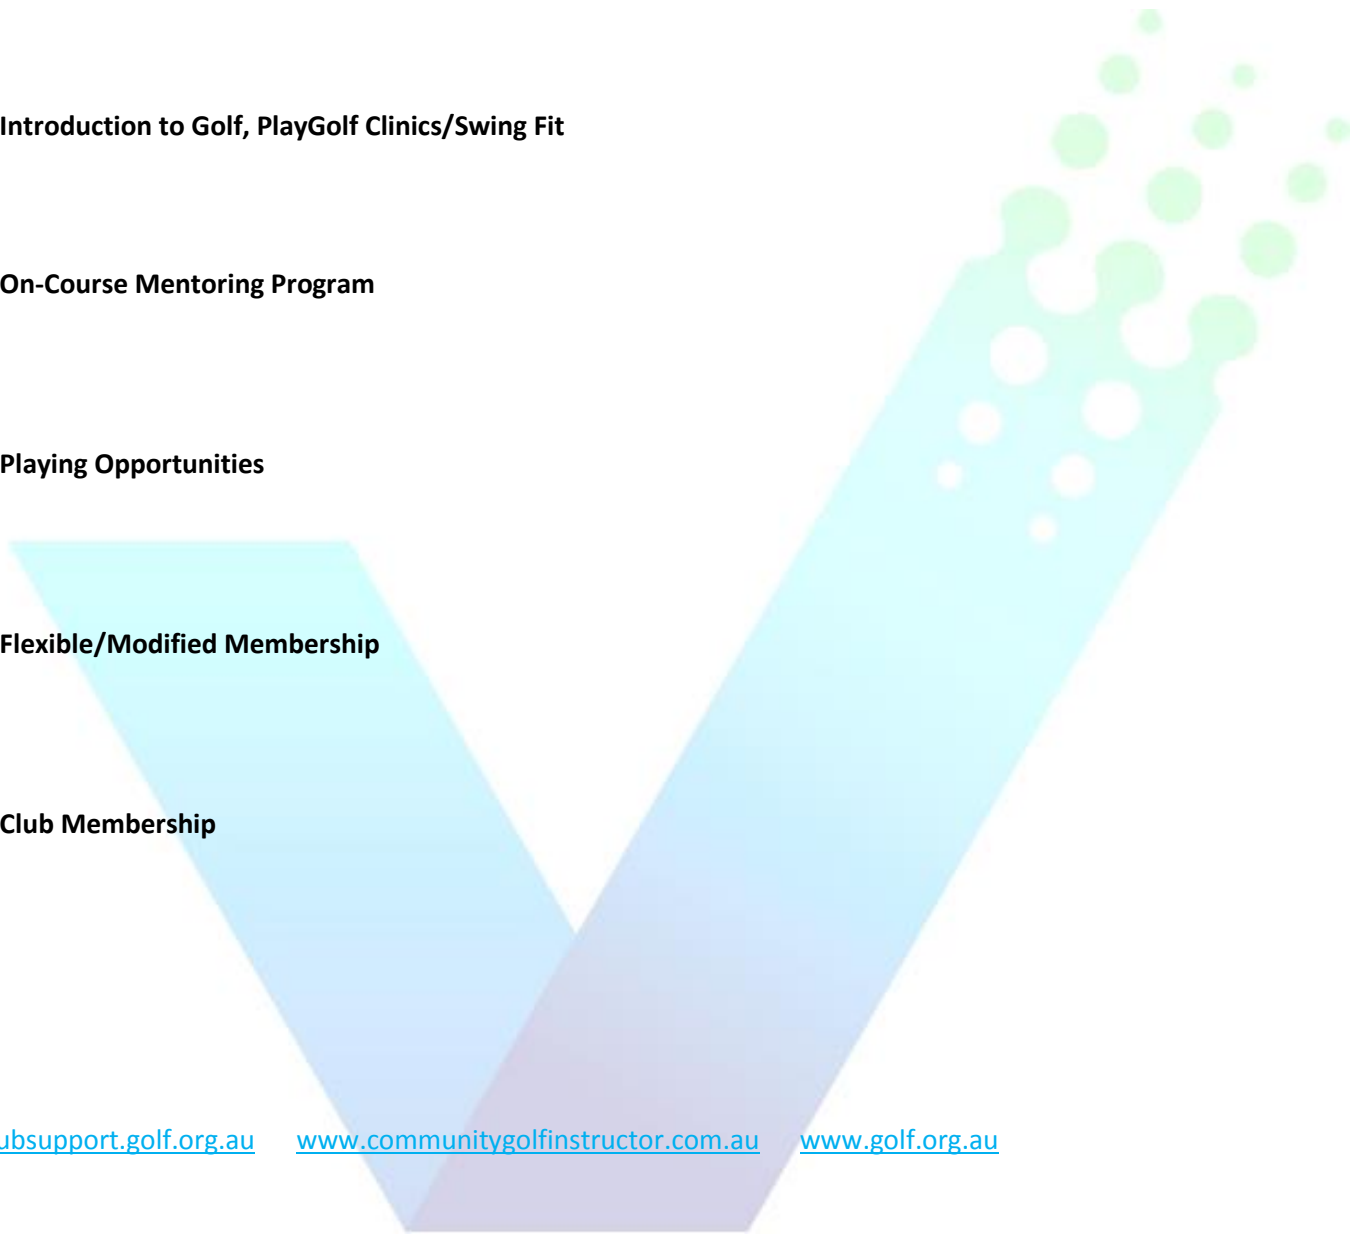 Introduction to Golf, PlayGolf Clinics/Swing Fit
On-Course Mentoring Program
Playing Opportunities
Flexible/Modified Membership
Club Membership
ubsupport.golf.org.au www.communitygolfinstructor.com.au www.golf.org.au